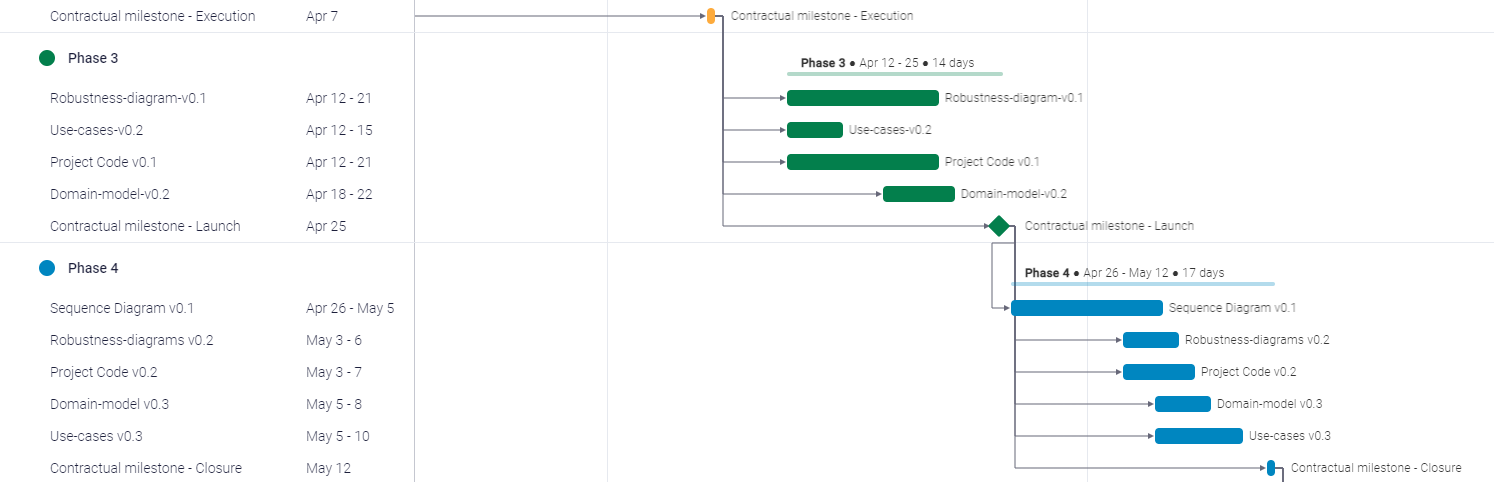 Contractual milestone - Execution Apr 7 Contractual milestone - Execution
Phase 3 Phase 3 ● Apr 12 - 25 ● 14 days
Robustness-diagram-v0.1 Apr 12 - 21 Robustness-diagram-v0.1
Use-cases-v0.2 Apr 12 - 15 Use-cases-v0.2
Project Code v0.1 Apr 12 - 21 Project Code v0.1
Domain-model-v0.2 Apr 18 - 22 Domain-model-v0.2
Contractual milestone - Launch Apr 25 Contractual milestone - Launch
Phase 4 Phase 4 ● Apr 26 - May 12 ● 17 days
Sequence Diagram v0.1 Apr 26 - May 5 Sequence Diagram v0.1
Robustness-diagrams v0.2 May 3 - 6 Robustness-diagrams v0.2
Project Code v0.2 May 3 - 7 Project Code v0.2
Domain-model v0.3 May 5 - 8 Domain-model v0.3
Use-cases v0.3 May 5 - 10 Use-cases v0.3
Contractual milestone - Closure May 12 Contractual milestone - Closure